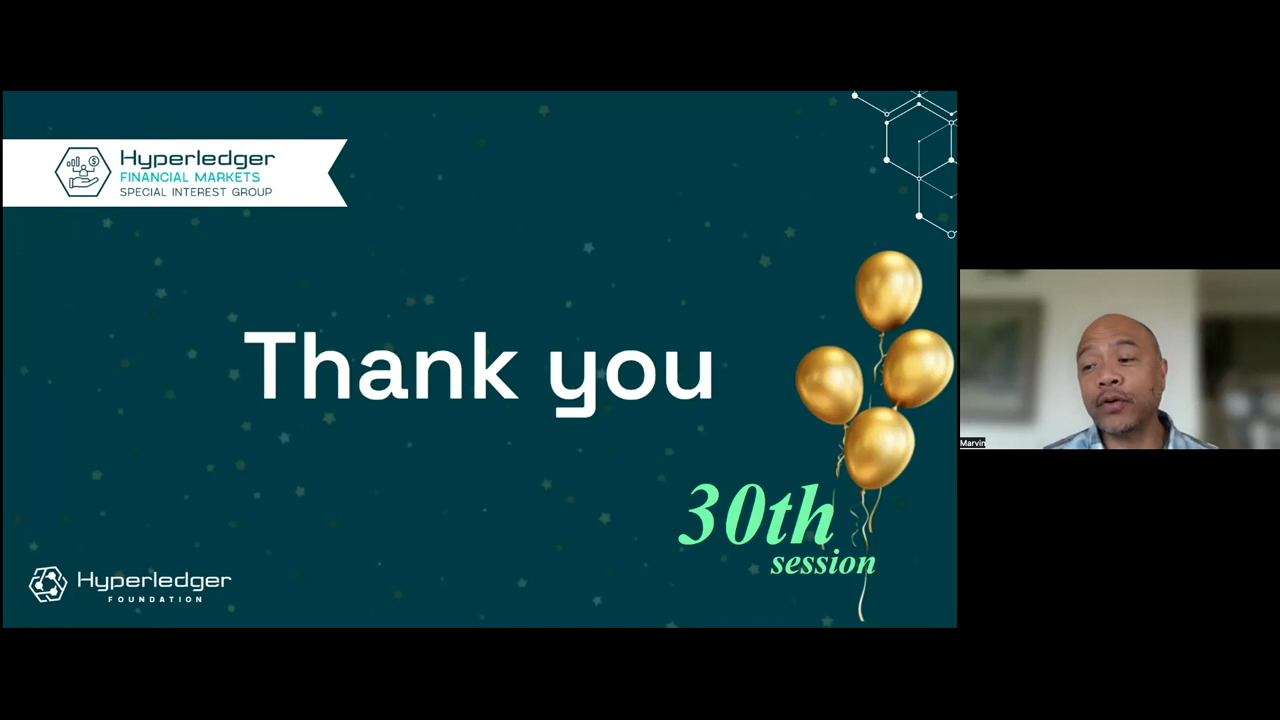 Hyperledger
FINANCIAL MARKETS
SPECIAL INTEREST GROUP
Thank you
30th
session
Hyperledger
FOUNDATION
Marvin